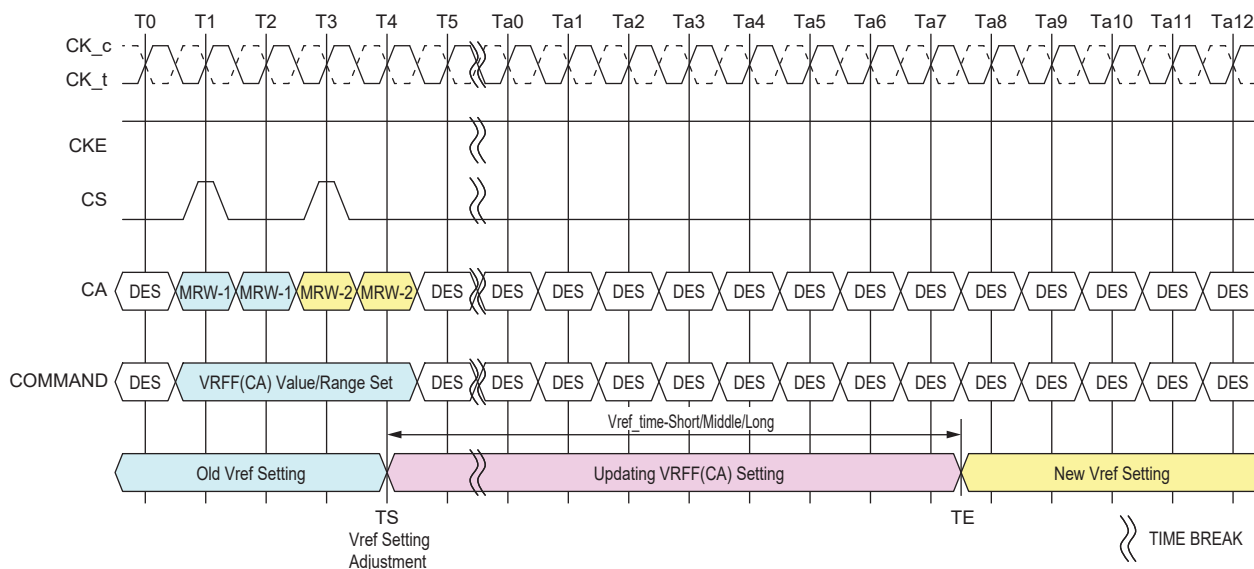 T0 T1 T2 T3 T4 T5 Ta0 Ta1 Ta2 Ta3 Ta4 Ta5 Ta6 Ta7 Ta8 Ta9 Ta10 Ta11 Ta12
CK_c
CK_t
CKE
CS
CA DES MRW-1 MRW-1 MRW-2 MRW-2 DES DES DES DES DES DES DES DES DES DES DES DES DES DES
COMMAND DES VRFF(CA) Value/Range Set DES DES DES DES DES DES DES DES DES DES DES DES DES DES
Vref_time-Short/Middle/Long
Old Vref Setting Updating VRFF(CA) Setting New Vref Setting
TS TE
Vref Setting TIME BREAK
Adjustment